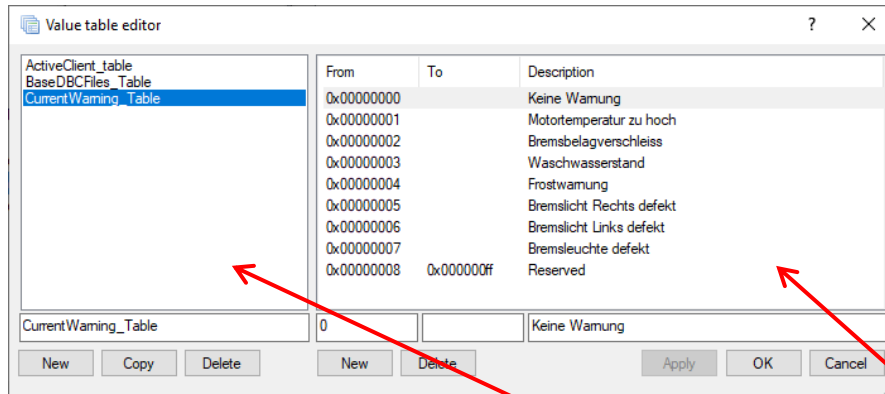 Value table editor
?
ActiveClient_table
BaseDBCFiles_Table
CurrentWarning_Table
From To Description
0x00000000 Keine Warnung
0x00000001 Motortemperatur zu hoch
0x00000002 Bremsbelagverschleiss
0x00000003 Waschwasserstand
0x00000004 Frostwarnung
0x00000005 Bremslicht Rechts defekt
0x00000006 Bremslicht Links defekt
0x00000007 Bremsleuchte defekt
0x00000008 0x000000ff Reserved
CurrentWarning_Table 0 Keine Warnung
New Copy Delete New Delete Apply OK Cancel